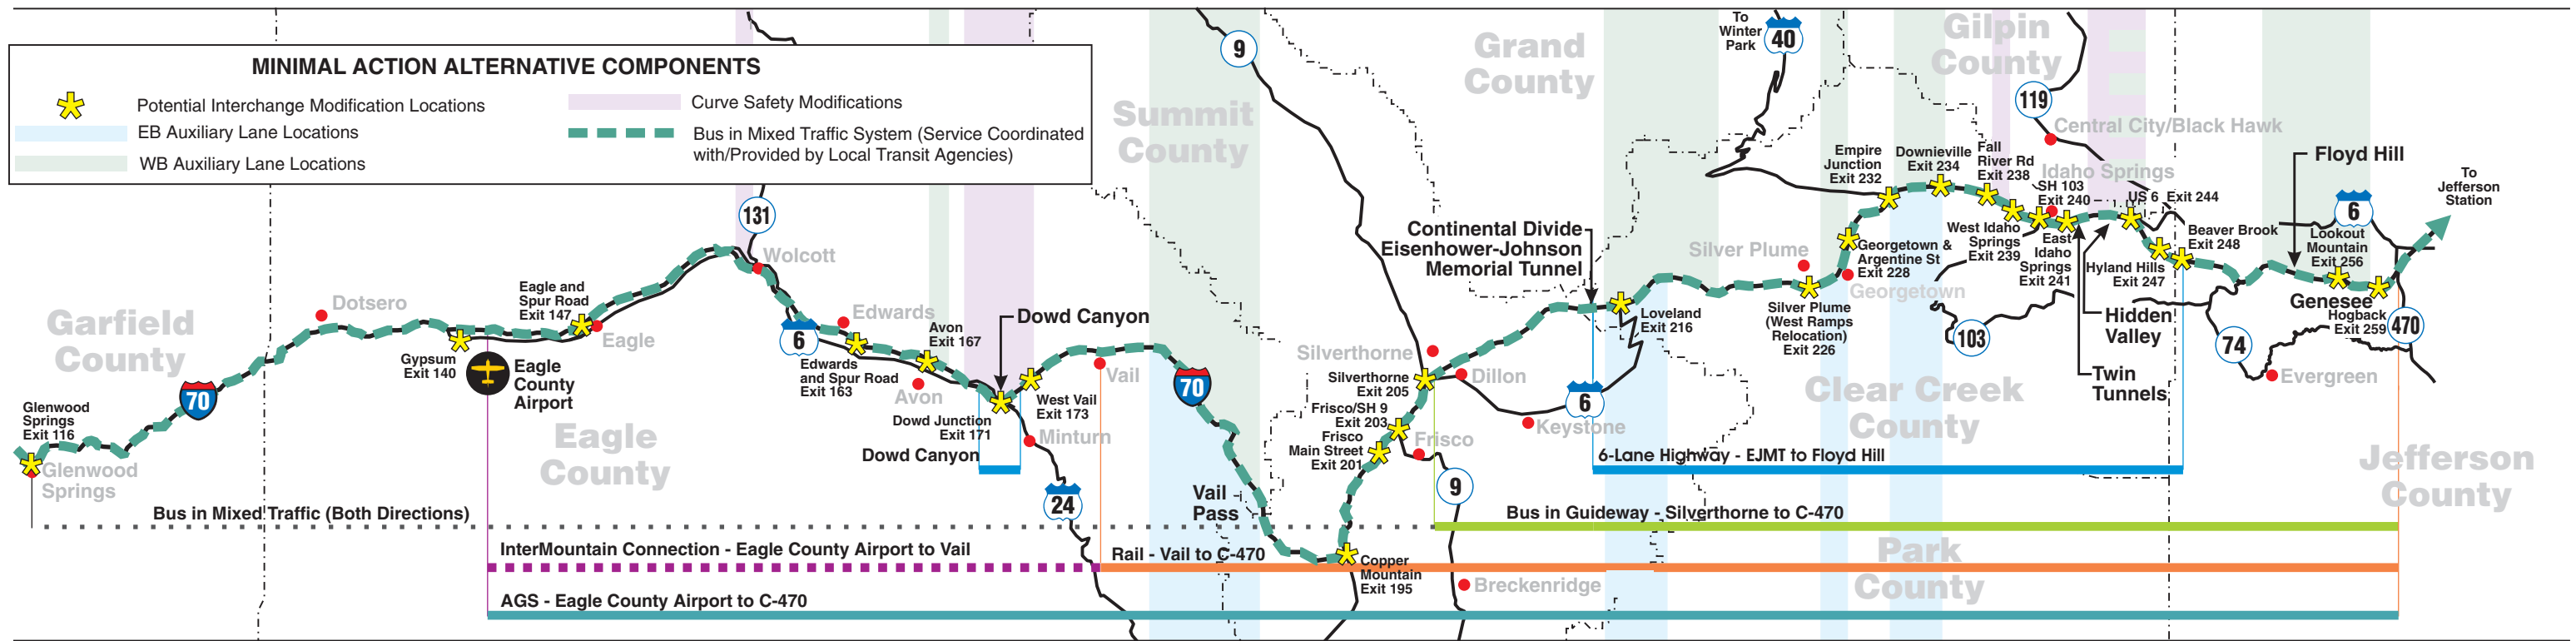 MINIMAL ACTION ALTERNATIVE COMPONENTS
Potential Interchange Modification Locations
EB Auxiliary Lane Locations
WB Auxiliary Lane Locations
Curve Safety Modifications
Bus in Mixed Traffic System (Service Coordinated
with/Provided by Local Transit Agencies)
Garfield
County
Glenwood
Springs
Exit 116
Glenwood
Springs
70
Dotsero
Gypsum
Exit 140
Eagle
County
Airport
Eagle and
Spur Road
Exit 147
Eagle
Eagle
County
131
Wolcott
6
Edwards
Edwards
and Spur Road
Exit 163
Avon
Exit 167
Avon
Dowd Canyon
Dowd Junction
Exit 171
Dowd Canyon
West Vail
Exit 173
Minturn
24
Vail
Summit
County
70
Vail
Pass
9
Copper
Mountain
Exit 195
Frisco
Main Street
Exit 201
Frisco/SH 9
Exit 203
Frisco
Silverthorne
Silverthorne
Exit 205
Dillon
Keystone
9
Breckenridge
6
Grand
County
Continental Divide
Eisenhower-Johnson
Memorial Tunnel
Loveland
Exit 216
To
Winter
Park
40
Silver Plume
Silver Plume
(West Ramps
Relocation)
Exit 226
Georgetown &
Argentine St
Exit 228
Georgetown
Empire
Junction
Exit 232
Downieville
Exit 234
Fall
River Rd
Exit 238
Gilpin
County
119
Central City/Black Hawk
Idaho Springs
SH 103
Exit 240
West Idaho
Springs
Exit 239
East
Idaho
Springs
Exit 241
103
Clear Creek
County
US 6 Exit 244
Hidden
Valley
Twin
Tunnels
Hyland Hills
Exit 247
Beaver Brook
Exit 248
Floyd Hill
6
Lookout
Mountain
Exit 256
Genesee
Hogback
Exit 259
470
74
Evergreen
To
Jefferson
Station
Jefferson
County
Park
County
6-Lane Highway - EJMT to Floyd Hill
Bus in Mixed Traffic (Both Directions)
Bus in Guideway - Silverthorne to C-470
InterMountain Connection - Eagle County Airport to Vail
Rail - Vail to C-470
AGS - Eagle County Airport to C-470